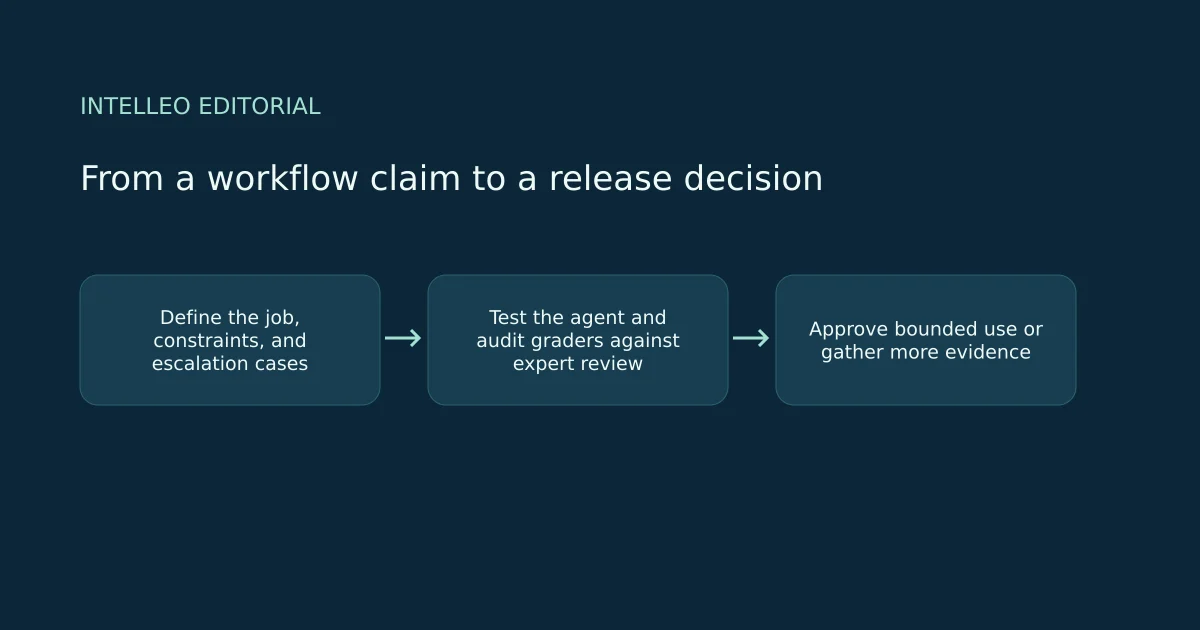 INTELLEO EDITORIAL
From a workflow claim to a release decision
Define the job,
constraints, and
escalation cases
Test the agent and
audit graders against
expert review
Approve bounded use or
gather more evidence